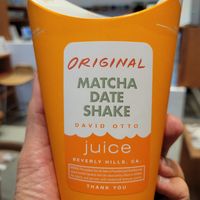 ORIGINAL
MATCHA
DATE
SHAKE
DAVID OTTO
juice
BEVERLY HILLS, CA
THANK YOU